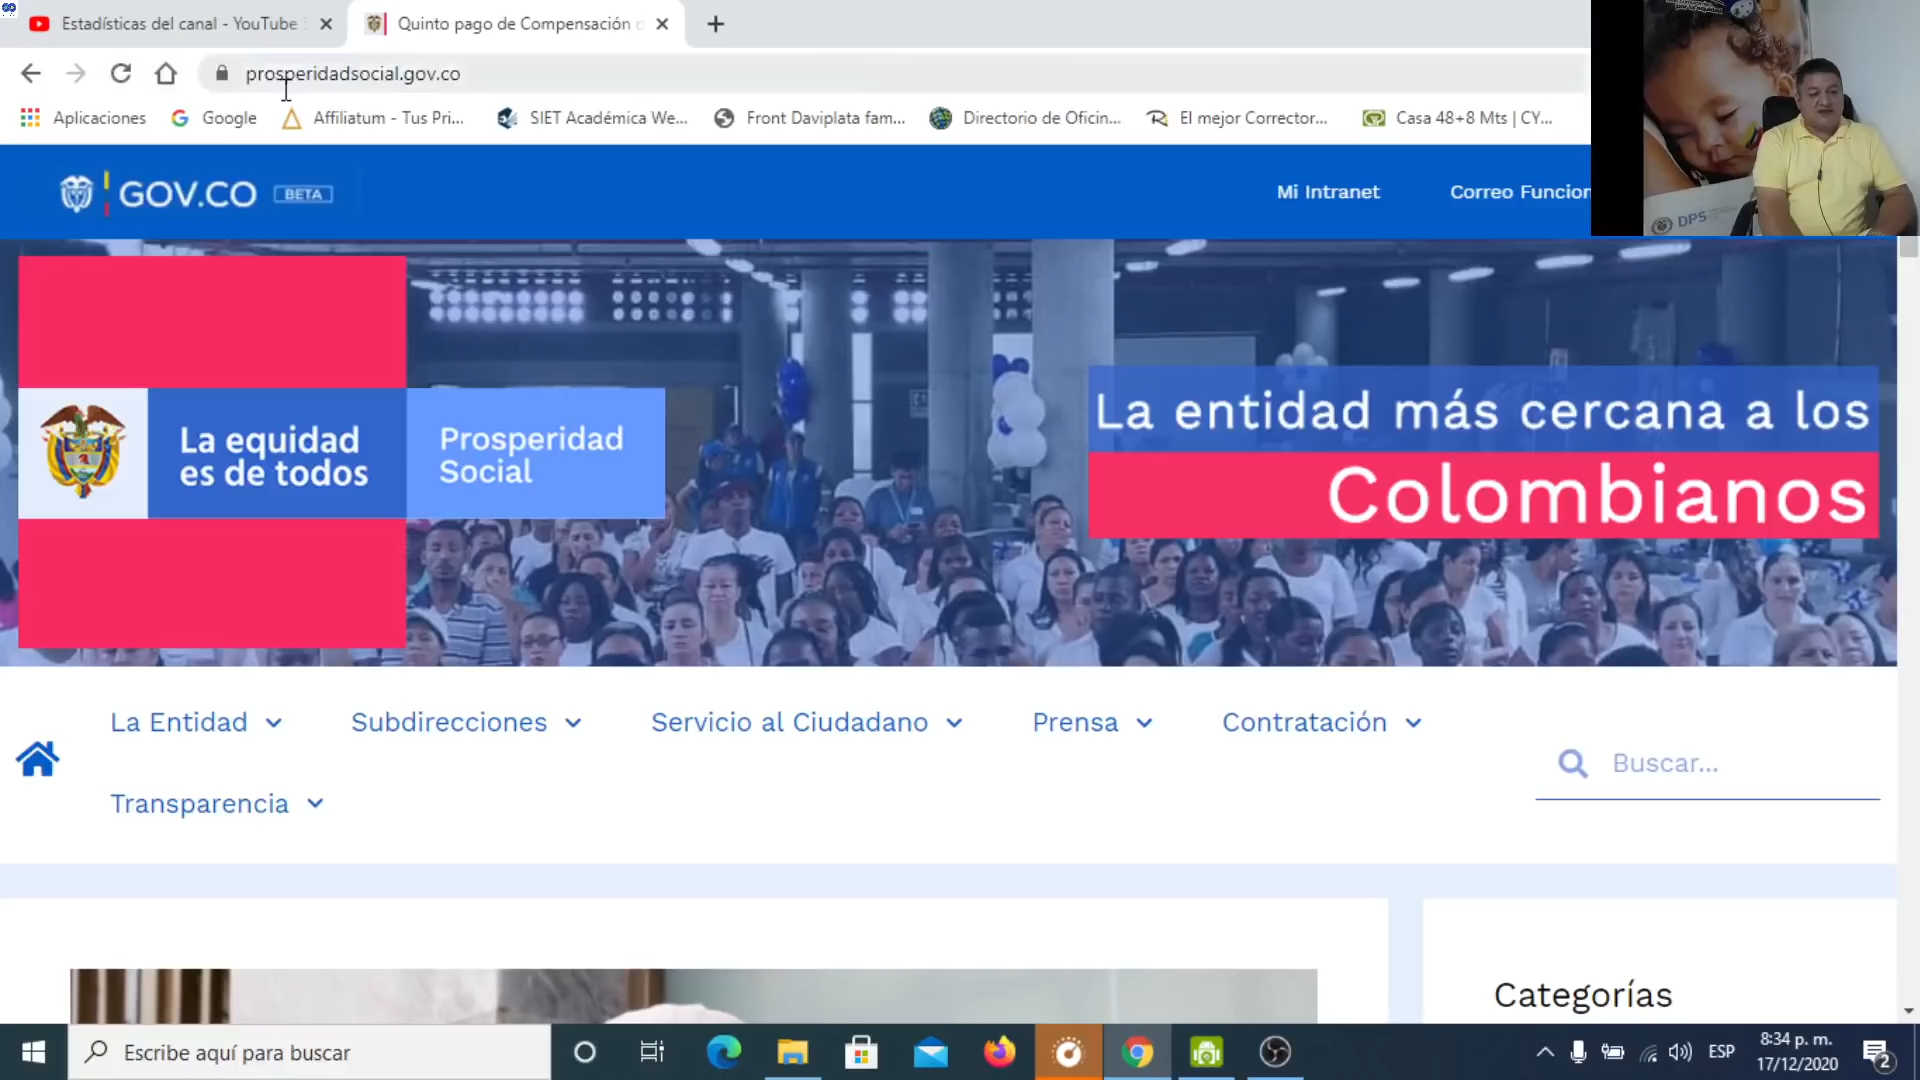 Estadísticas del canal - YouTube
Quinto pago de Compensación d
prosperidadsocial.gov.co
Aplicaciones
Google
Affiliatum - Tus Pri...
SIET Académica We...
Front Daviplata fam...
Directorio de Oficin...
El mejor Corrector...
Casa 48+8 Mts | CY...
GOV.CO BETA
Mi Intranet
Correo Funcion
DPS
La equidad
es de todos
Prosperidad
Social
La entidad más cercana a los
Colombianos
La Entidad
Subdirecciones
Servicio al Ciudadano
Prensa
Contratación
Transparencia
Buscar...
Categorías
Escribe aquí para buscar
ESP
8:34 p. m.
17/12/2020
2